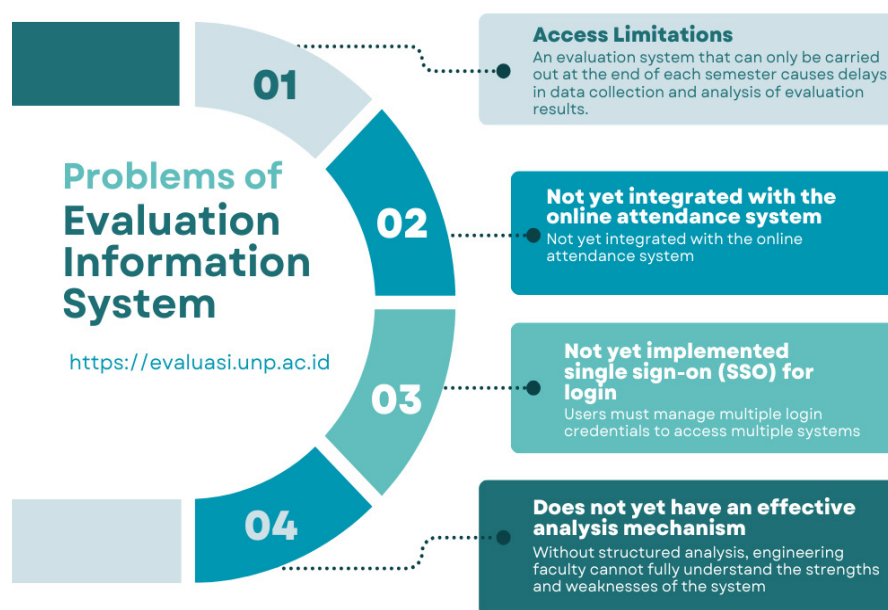 Problems of
Evaluation
Information
System
https://evaluasi.unp.ac.id
01
Access Limitations
An evaluation system that can only be carried
out at the end of each semester causes delays
in data collection and analysis of evaluation
results.
02
Not yet integrated with the
online attendance system
Not yet integrated with the online
attendance system
03
Not yet implemented
single sign-on (SSO) for
login
Users must manage multiple login
credentials to access multiple systems
04
Does not yet have an effective
analysis mechanism
Without structured analysis, engineering
faculty cannot fully understand the strengths
and weaknesses of the system